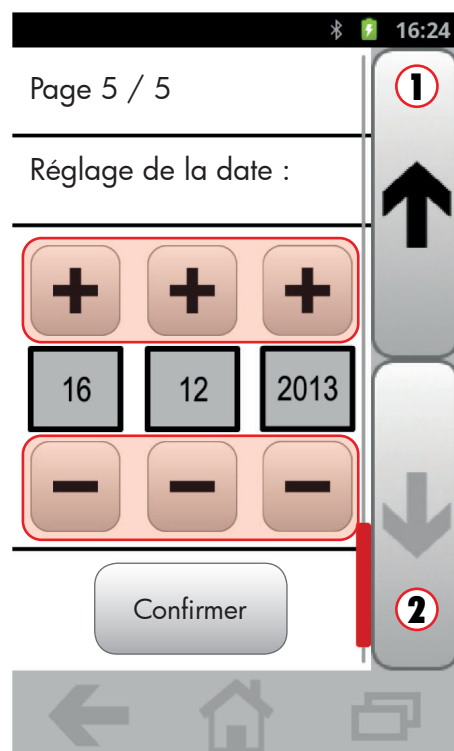 16:24
Page 5 / 5
1
Réglage de la date :
+ + +
16 12 2013
− − −
Confirmer
2